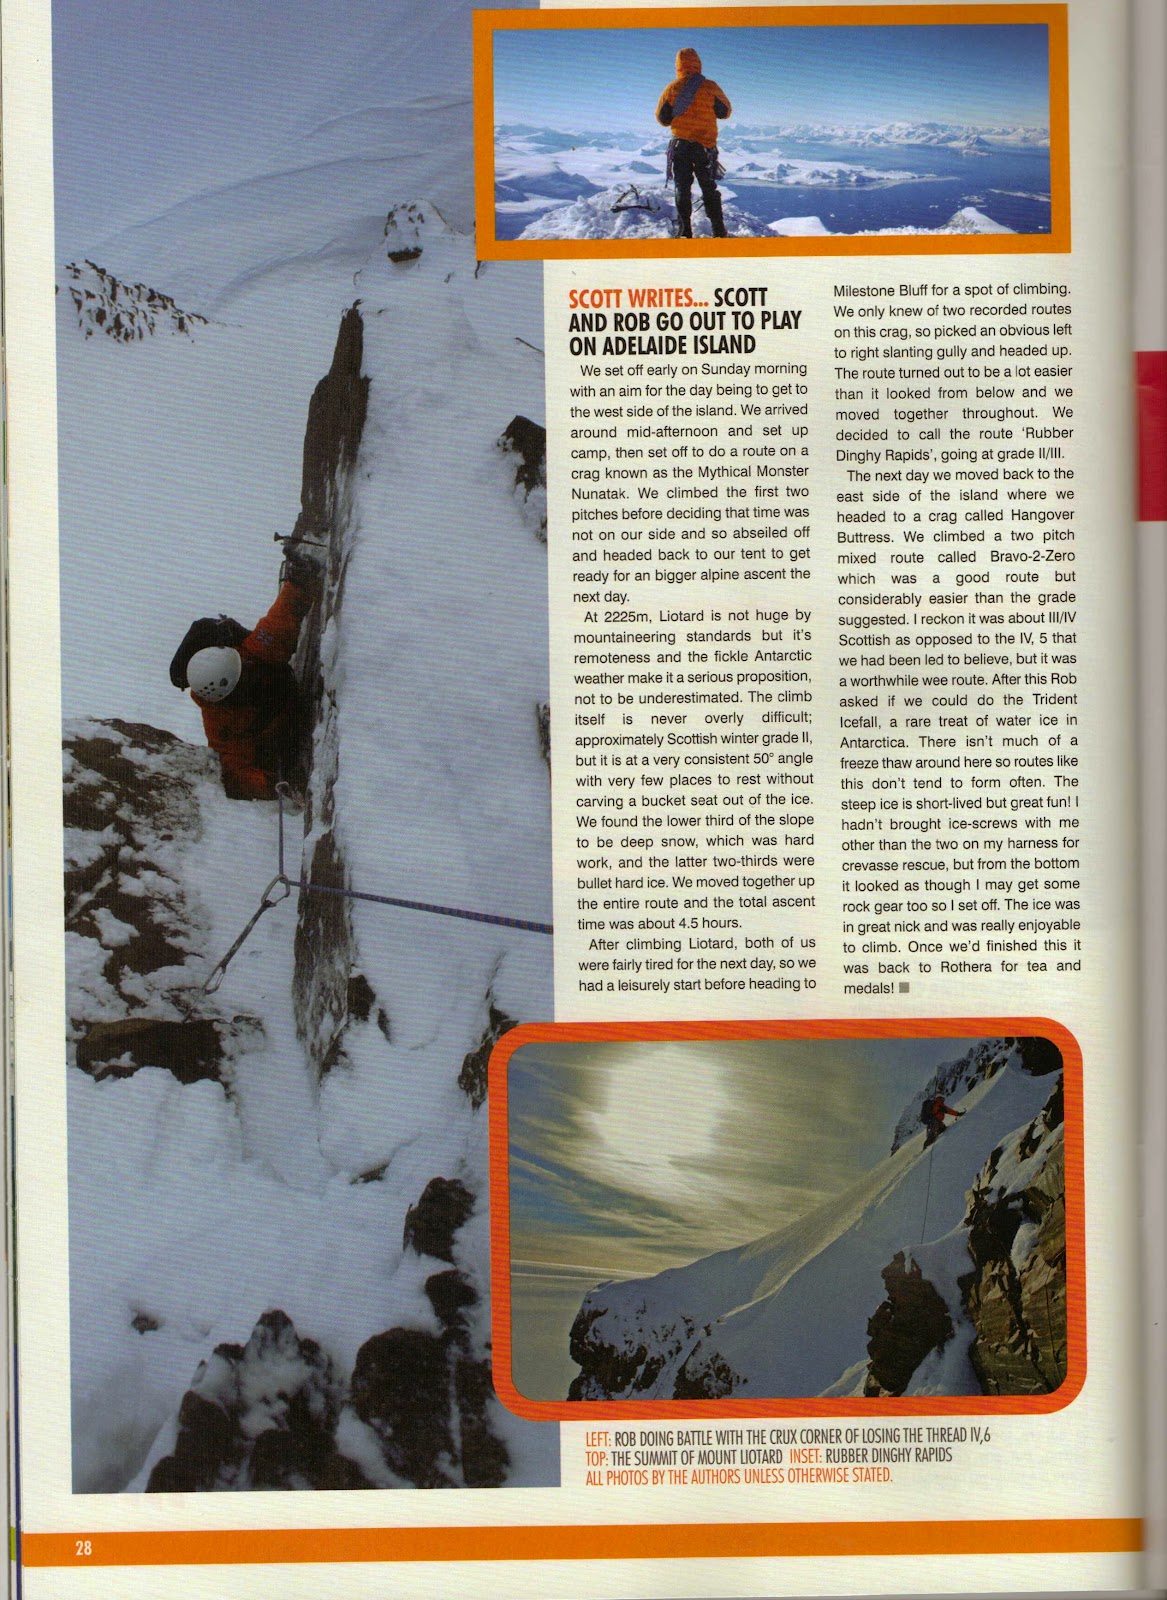 SCOTT WRITES... SCOTT
AND ROB GO OUT TO PLAY
ON ADELAIDE ISLAND
We set off early on Sunday morning
with an aim for the day being to get to
the west side of the island. We arrived
around mid-afternoon and set up
camp, then set off to do a route on a
crag known as the Mythical Monster
Nunatak. We climbed the first two
pitches before deciding that time was
not on our side and so abseiled off
and headed back to our tent to get
ready for an bigger alpine ascent the
next day.
At 2225m, Liotard is not huge by
mountaineering standards but it's
remoteness and the fickle Antarctic
weather make it a serious proposition,
not to be underestimated. The climb
itself is never overly difficult;
approximately Scottish winter grade II,
but it is at a very consistent 50° angle
with very few places to rest without
carving a bucket seat out of the ice.
We found the lower third of the slope
to be deep snow, which was hard
work, and the latter two-thirds were
bullet hard ice. We moved together up
the entire route and the total ascent
time was about 4.5 hours.
After climbing Liotard, both of us
were fairly tired for the next day, so we
had a leisurely start before heading to
Milestone Bluff for a spot of climbing.
We only knew of two recorded routes
on this crag, so picked an obvious left
to right slanting gully and headed up.
The route turned out to be a lot easier
than it looked from below and we
moved together throughout. We
decided to call the route 'Rubber
Dinghy Rapids', going at grade II/III.
The next day we moved back to the
east side of the island where we
headed to a crag called Hangover
Buttress. We climbed a two pitch
mixed route called Bravo-2-Zero
which was a good route but
considerably easier than the grade
suggested. I reckon it was about III/IV
Scottish as opposed to the IV, 5 that
we had been led to believe, but it was
a worthwhile wee route. After this Rob
asked if we could do the Trident
Icefall, a rare treat of water ice in
Antarctica. There isn't much of a
freeze thaw around here so routes like
this don't tend to form often. The
steep ice is short-lived but great fun! I
hadn't brought ice-screws with me
other than the two on my harness for
crevasse rescue, but from the bottom
it looked as though I may get some
rock gear too so I set off. The ice was
in great nick and was really enjoyable
to climb. Once we'd finished this it
was back to Rothera for tea and
medals!
LEFT: ROB DOING BATTLE WITH THE CRUX CORNER OF LOSING THE THREAD IV,6
TOP: THE SUMMIT OF MOUNT LIOTARD INSET: RUBBER DINGHY RAPIDS
ALL PHOTOS BY THE AUTHORS UNLESS OTHERWISE STATED.
28